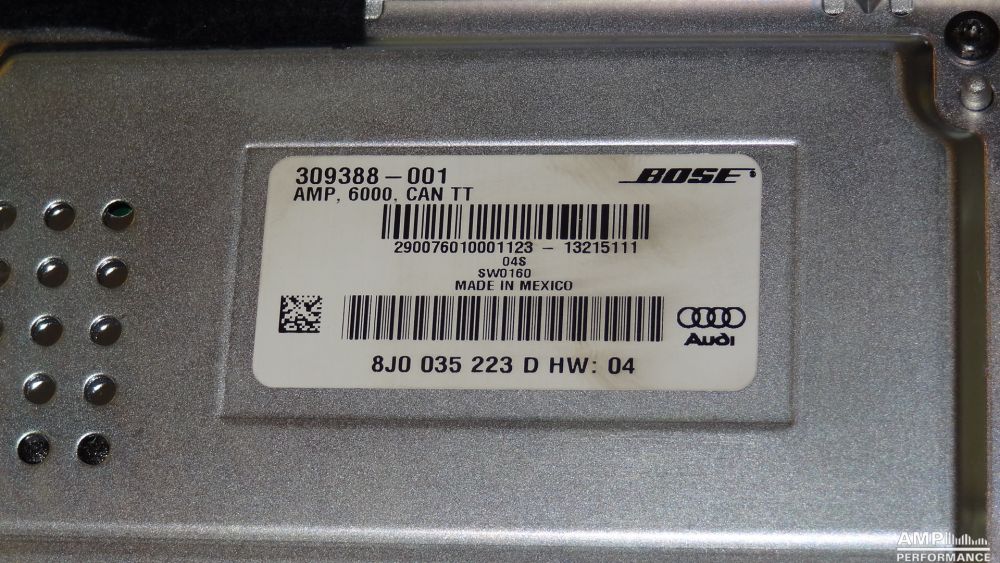 309388-001
BOSE®
AMP, 6000, CAN TT
290076010001123 - 13215111
04S
SW0160
MADE IN MEXICO
Audi
8J0 035 223 D HW: 04
AMP
PERFORMANCE